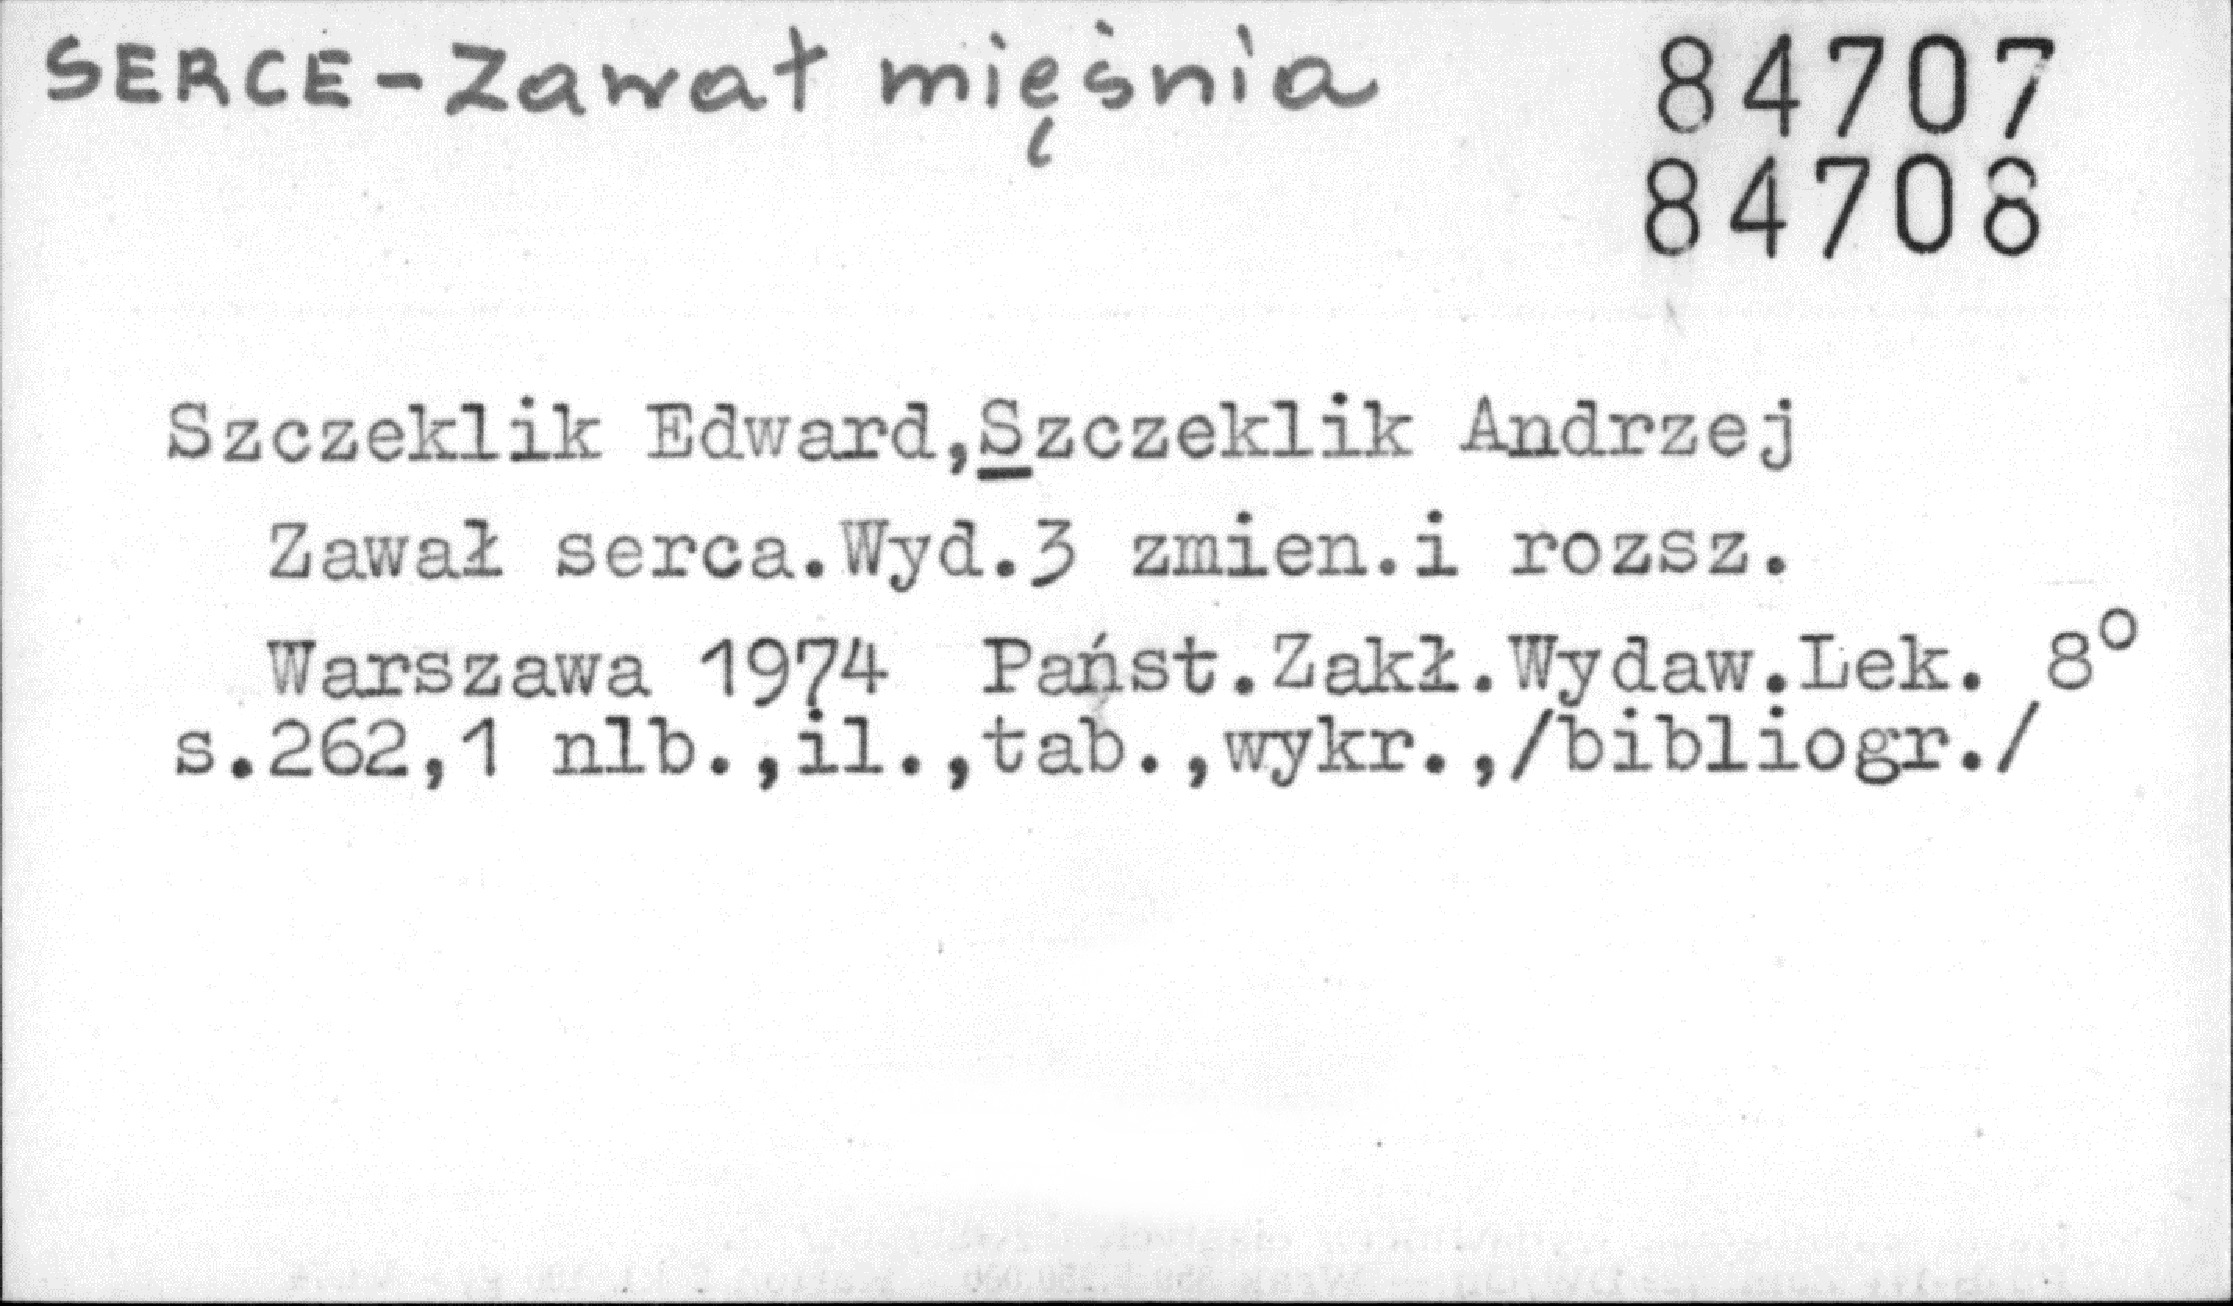 SERCE - Zawał mięśnia
84707
84708
Szczeklik Edward,Szczeklik Andrzej
Zawał serca.Wyd.3 zmien.i rozsz.
Warszawa 1974 Państ.Zakł.Wydaw.Lek. 8°
s.262,1 nlb.,il.,tab.,wykr.,/bibliogr./